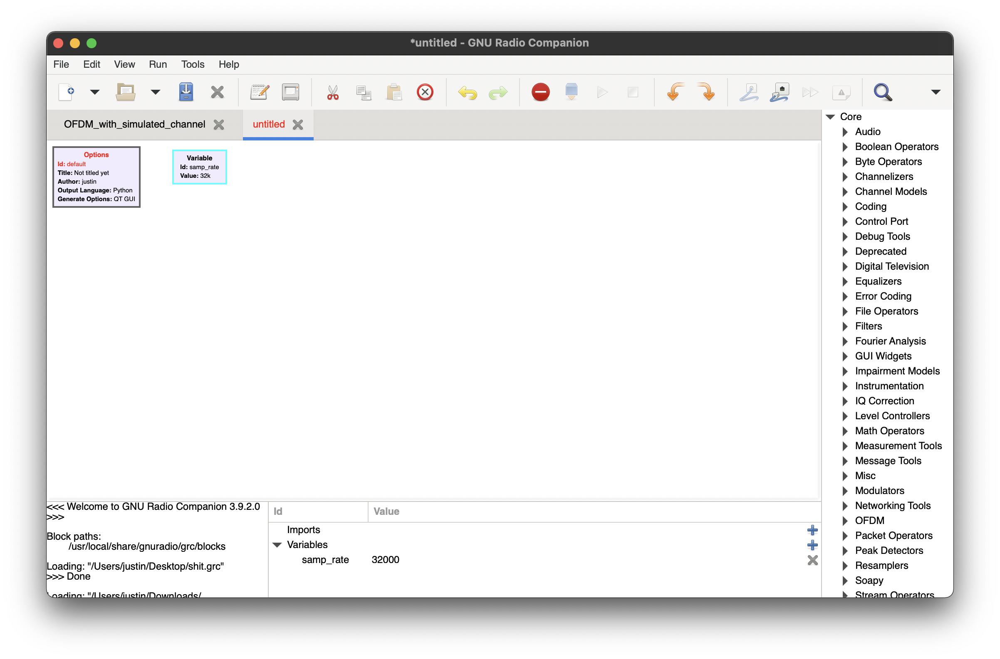 *untitled - GNU Radio Companion
File Edit View Run Tools Help
OFDM_with_simulated_channel
untitled
Options
Id: default
Title: Not titled yet
Author: justin
Output Language: Python
Generate Options: QT GUI
Variable
Id: samp_rate
Value: 32k
<<< Welcome to GNU Radio Companion 3.9.2.0
>>>
Block paths:
/usr/local/share/gnuradio/grc/blocks
Loading: "/Users/justin/Desktop/shit.grc"
>>> Done
Loading: "/Users/justin/Downloads/
Id Value
Imports
Variables
samp_rate 32000
Core
Audio
Boolean Operators
Byte Operators
Channelizers
Channel Models
Coding
Control Port
Debug Tools
Deprecated
Digital Television
Equalizers
Error Coding
File Operators
Filters
Fourier Analysis
GUI Widgets
Impairment Models
Instrumentation
IQ Correction
Level Controllers
Math Operators
Measurement Tools
Message Tools
Misc
Modulators
Networking Tools
OFDM
Packet Operators
Peak Detectors
Resamplers
Soapy
Stream Operators